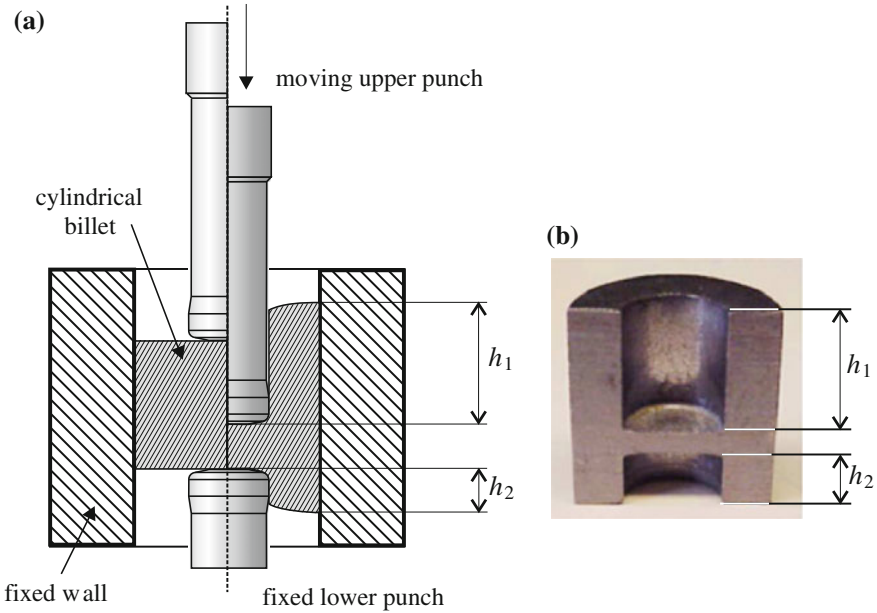 (a)
moving upper punch
cylindrical
billet
(b)
h1
h1
h2
h2
fixed wall
fixed lower punch